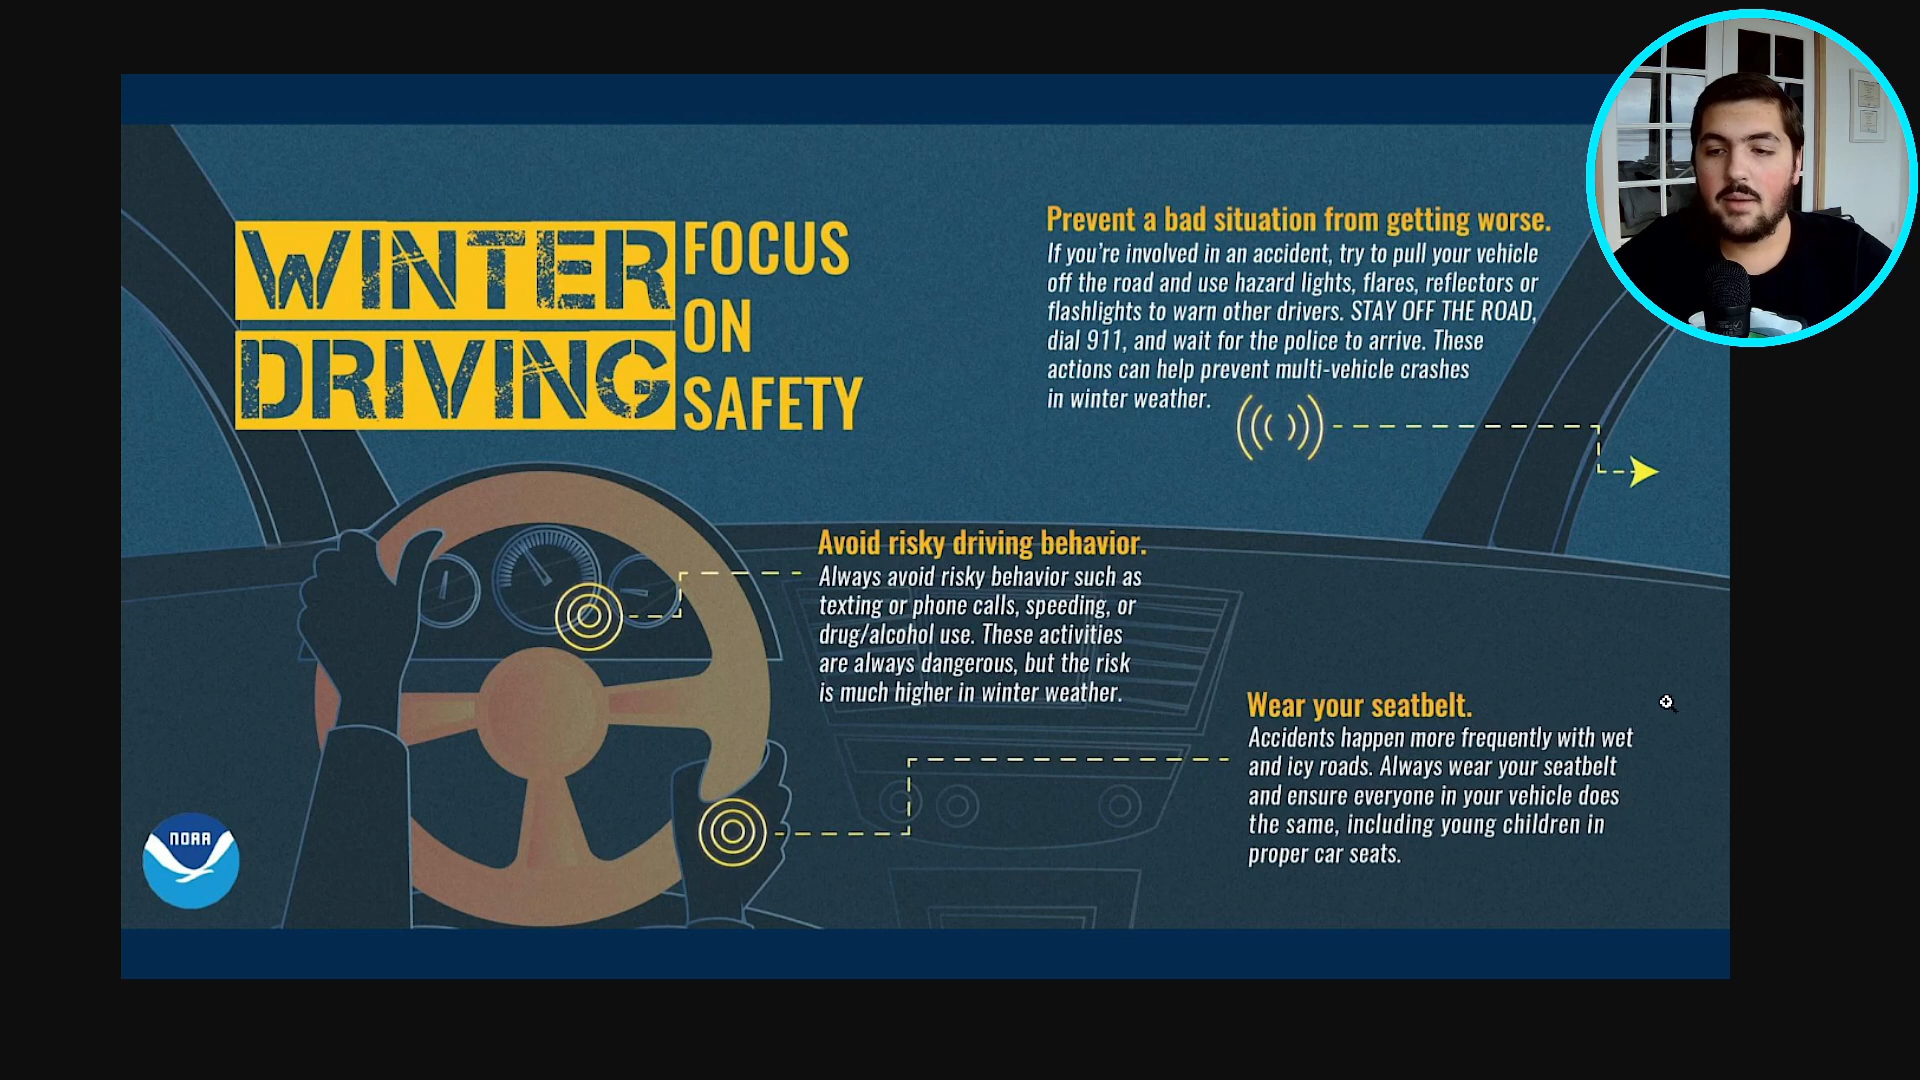 WINTER
DRIVING
FOCUS
ON
SAFETY
Prevent a bad situation from getting worse.
If you're involved in an accident, try to pull your vehicle
off the road and use hazard lights, flares, reflectors or
flashlights to warn other drivers. STAY OFF THE ROAD,
dial 911, and wait for the police to arrive. These
actions can help prevent multi-vehicle crashes
in winter weather.
Avoid risky driving behavior.
Always avoid risky behavior such as
texting or phone calls, speeding, or
drug/alcohol use. These activities
are always dangerous, but the risk
is much higher in winter weather.
Wear your seatbelt.
Accidents happen more frequently with wet
and icy roads. Always wear your seatbelt
and ensure everyone in your vehicle does
the same, including young children in
proper car seats.
NOAA